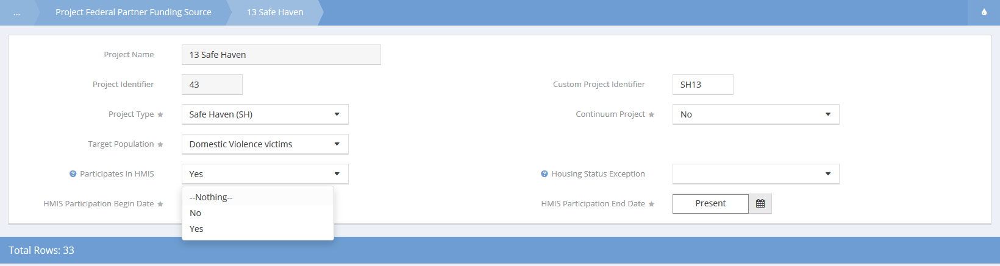 ... Project Federal Partner Funding Source 13 Safe Haven
Project Name 13 Safe Haven
Project Identifier 43 Custom Project Identifier SH13
Project Type Safe Haven (SH) Continuum Project No
Target Population Domestic Violence victims
? Participates In HMIS Yes ? Housing Status Exception
--Nothing--
HMIS Participation Begin Date HMIS Participation End Date Present
No
Yes
Total Rows: 33